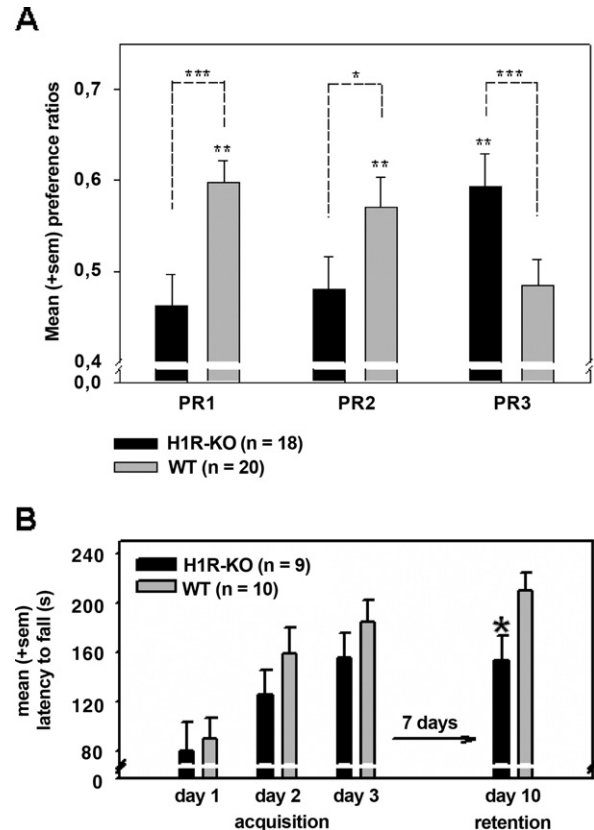 A
Mean (+sem) preference ratios
0,7
0,6
0,5
0,4
0,0
***
**
*
**
***
**
PR1 PR2 PR3
H1R-KO (n = 18)
WT (n = 20)
B
mean (+sem)
latency to fall (s)
240
200
160
120
80
0
H1R-KO (n = 9)
WT (n = 10)
*
7 days
day 1 day 2 day 3 day 10
acquisition retention